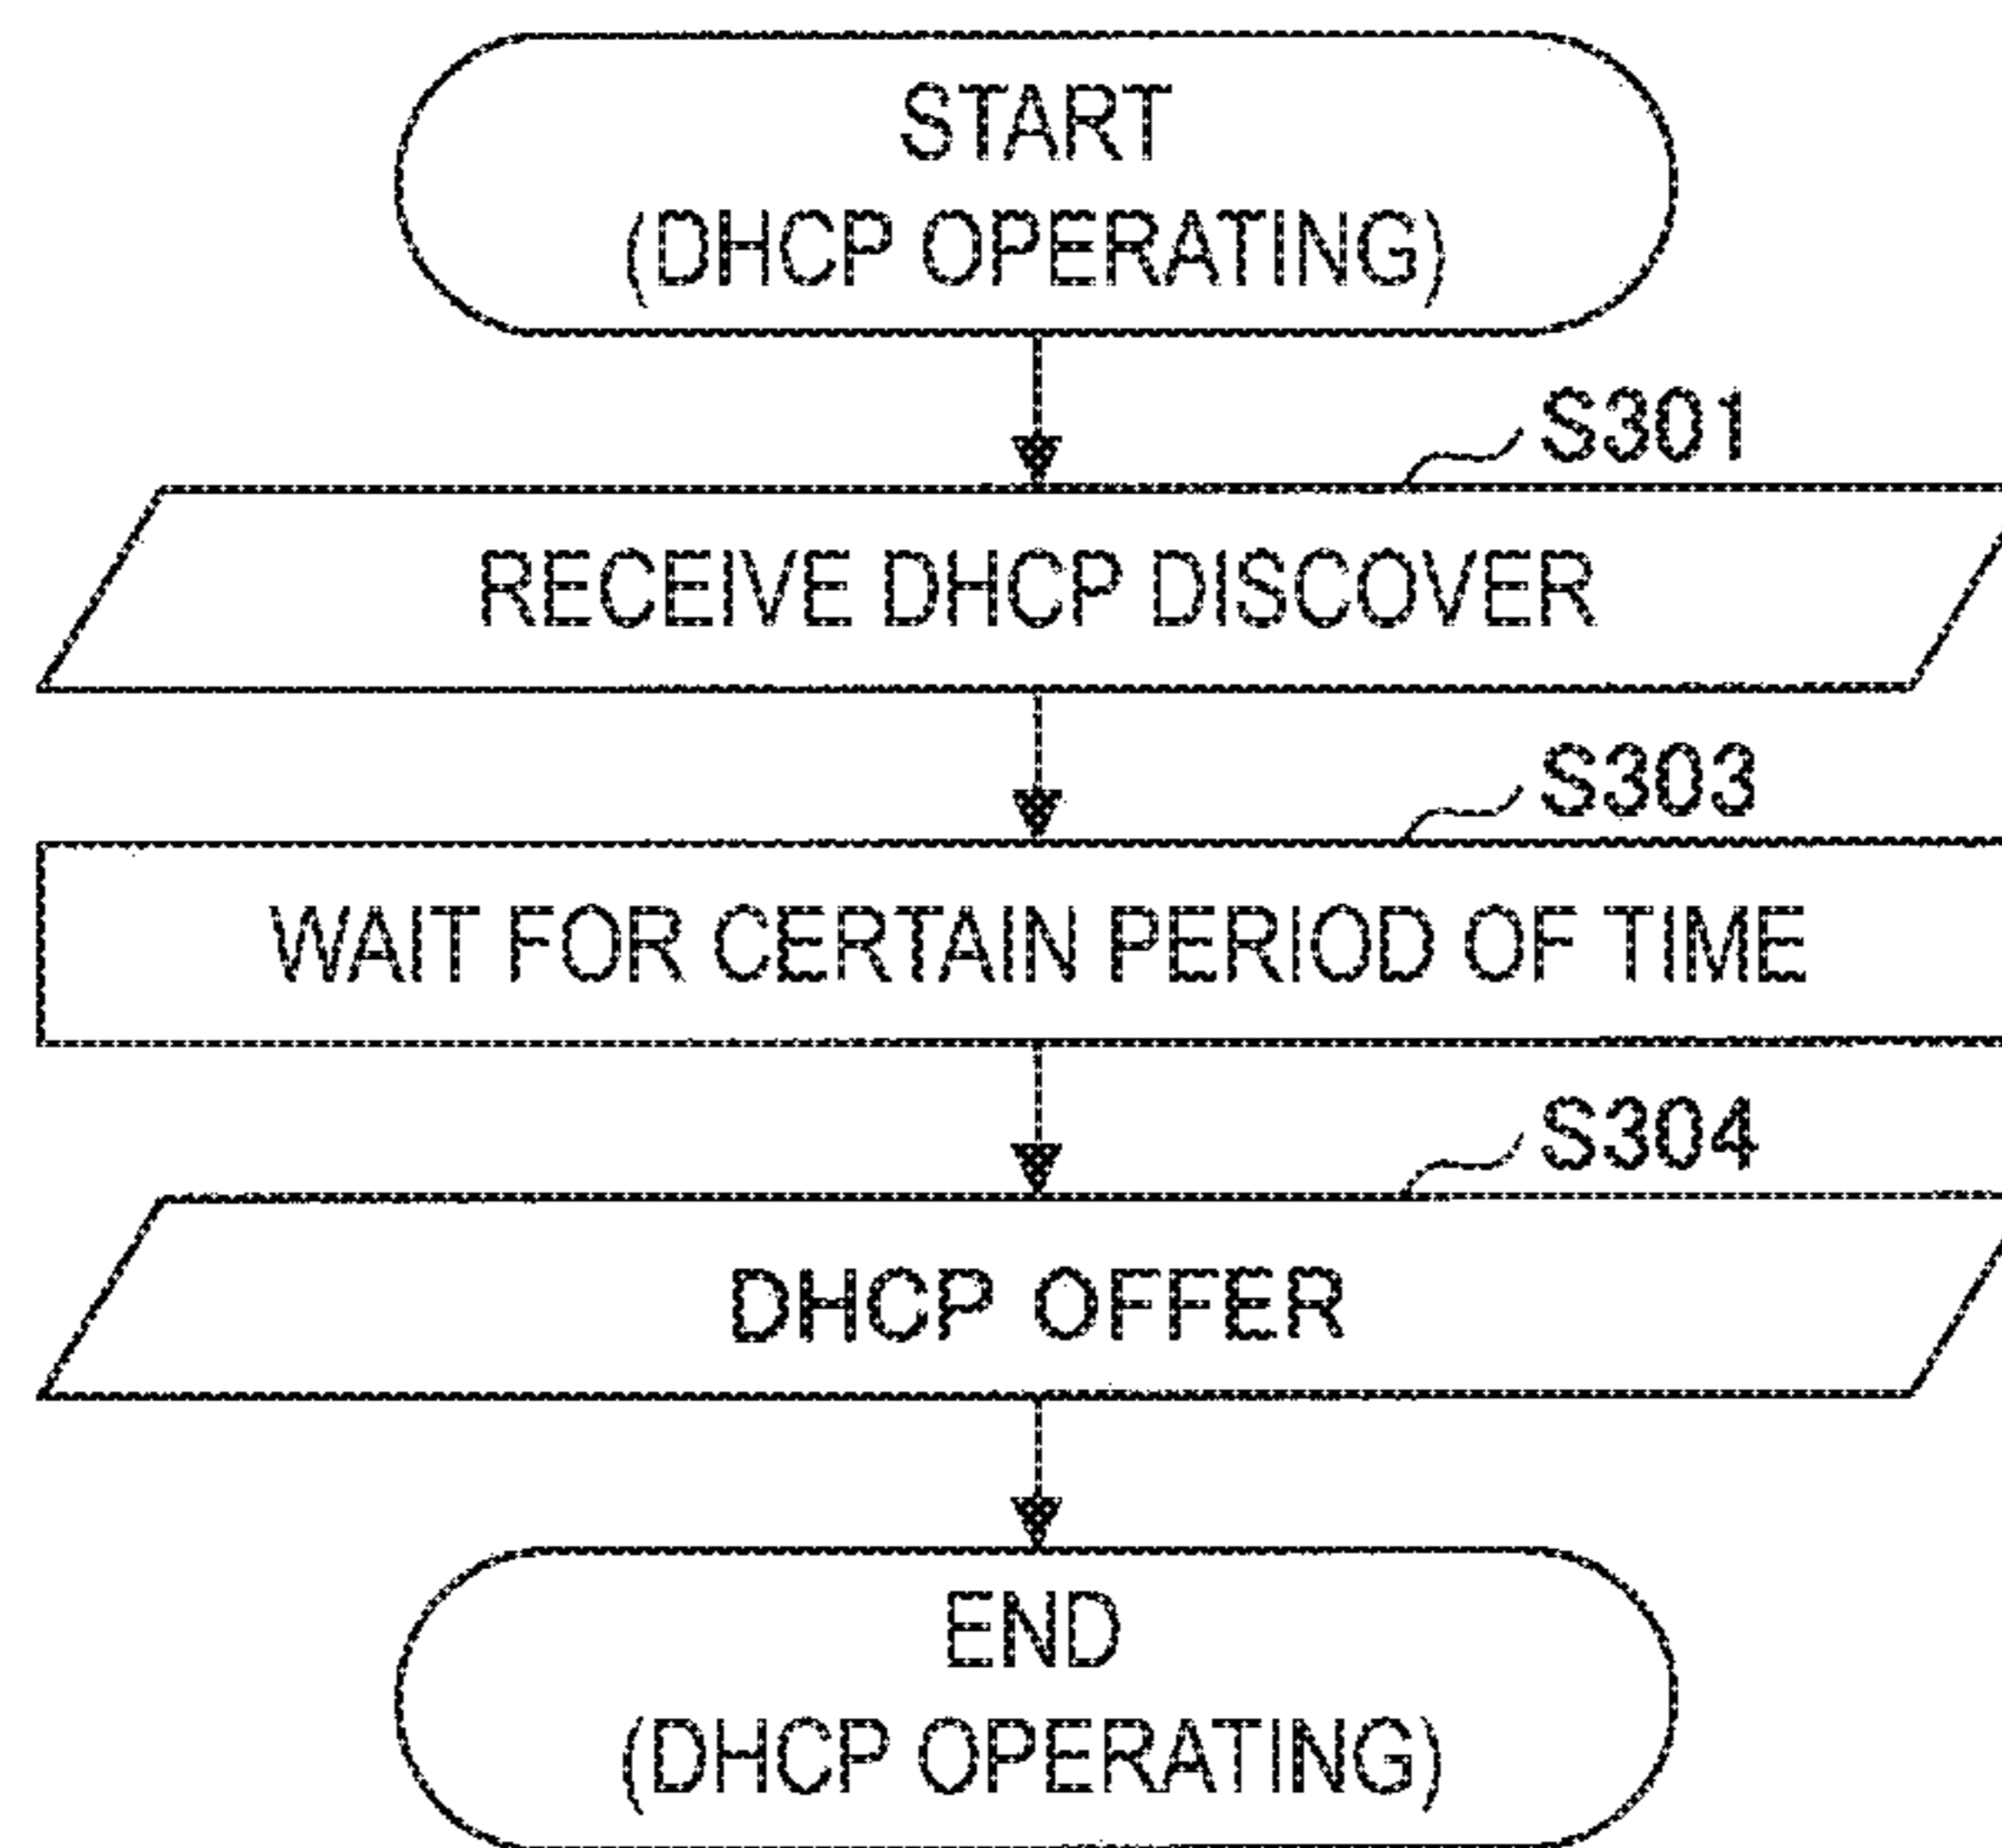 START
(DHCP OPERATING)
S301
RECEIVE DHCP DISCOVER
S303
WAIT FOR CERTAIN PERIOD OF TIME
S304
DHCP OFFER
END
(DHCP OPERATING)